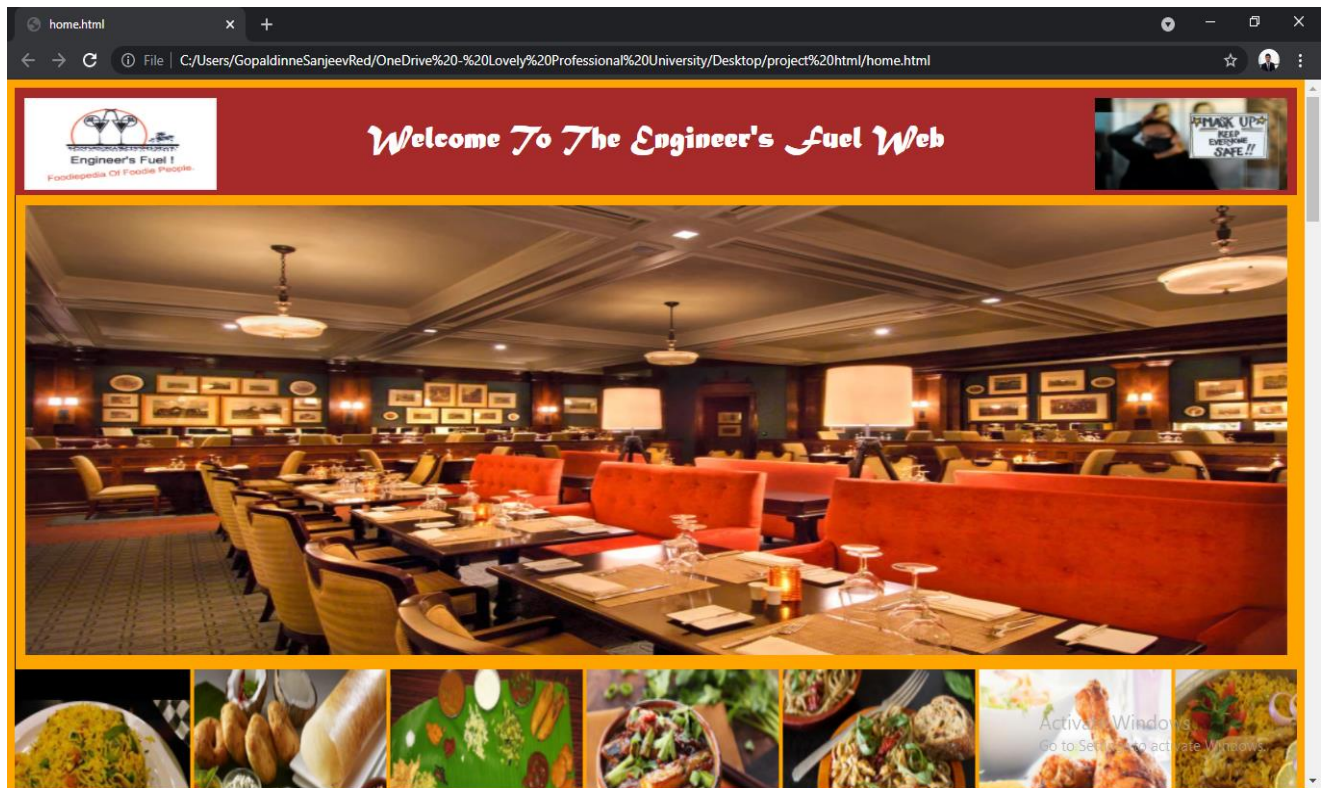 home.html
File | C:/Users/GopaldinneSanjeevRed/OneDrive%20-%20Lovely%20Professional%20University/Desktop/project%20html/home.html
Engineer's Fuel !
Foodiepedia Of Foodie People.
Welcome To The Engineer's Fuel Web
MASK UP
KEEP
EVERYONE
SAFE!!
Activate Windows
Go to Settings to activate Windows.